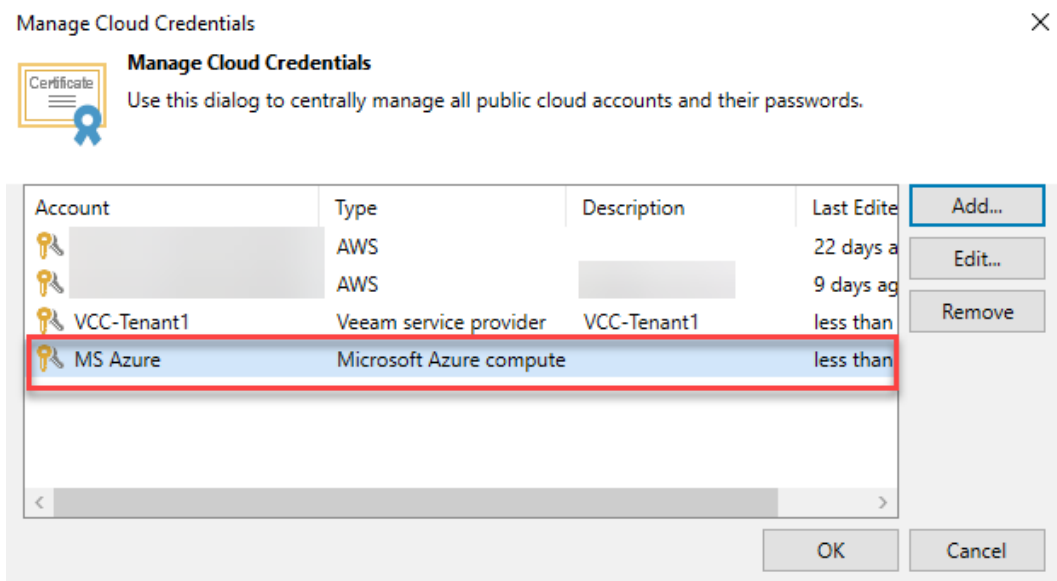 Manage Cloud Credentials
Certificate
Manage Cloud Credentials
Use this dialog to centrally manage all public cloud accounts and their passwords.
Account Type Description Last Edite
AWS 22 days a
AWS 9 days ag
VCC-Tenant1 Veeam service provider VCC-Tenant1 less than
MS Azure Microsoft Azure compute less than
Add...
Edit...
Remove
OK Cancel